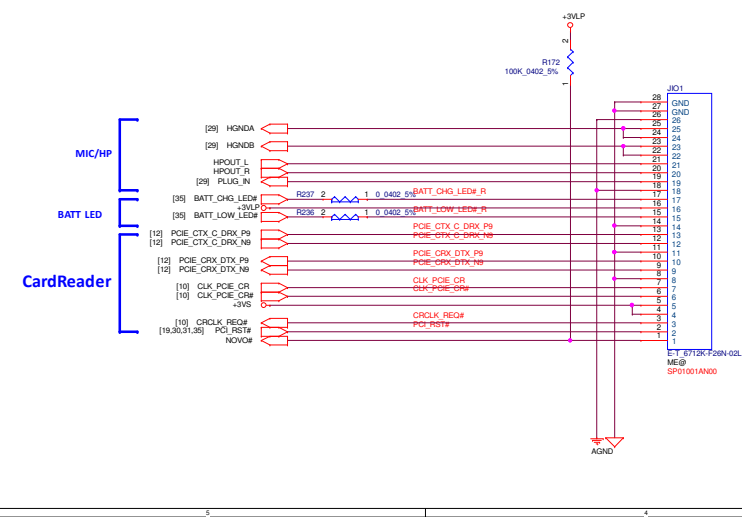 +3VLP
2
R172
100K_0402_5%
1
JIO1
28 GND
27 GND
26 26
[29] HGNDA 25 25
24 24
[29] HGNDB 23 23
22 22
MIC/HP
HPOUT_L 21 21
HPOUT_R 20 20
[29] PLUG_IN 19 19
18 18
[35] BATT_CHG_LED# R237 2 1 0_0402_5% BATT_CHG_LED#_R 17 17
+3VLP 16 16
BATT LED
[35] BATT_LOW_LED# R236 2 1 0_0402_5% BATT_LOW_LED#_R 15 15
14 14
[12] PCIE_CTX_C_DRX_P9 PCIE_CTX_C_DRX_P9 13 13
[12] PCIE_CTX_C_DRX_N9 PCIE_CTX_C_DRX_N9 12 12
11 11
[12] PCIE_CRX_DTX_P9 PCIE_CRX_DTX_P9 10 10
[12] PCIE_CRX_DTX_N9 PCIE_CRX_DTX_N9 9 9
CardReader
8 8
[10] CLK_PCIE_CR CLK_PCIE_CR 7 7
[10] CLK_PCIE_CR# CLK_PCIE_CR# 6 6
+3VS 5 5
4 4
[10] CRCLK_REQ# CRCLK_REQ# 3 3
[19,30,31,35] PCI_RST# PCI_RST# 2 2
NOVO# 1 1
E-T_6712K-F26N-02L
ME@
SP01001AN00
AGND
5 4